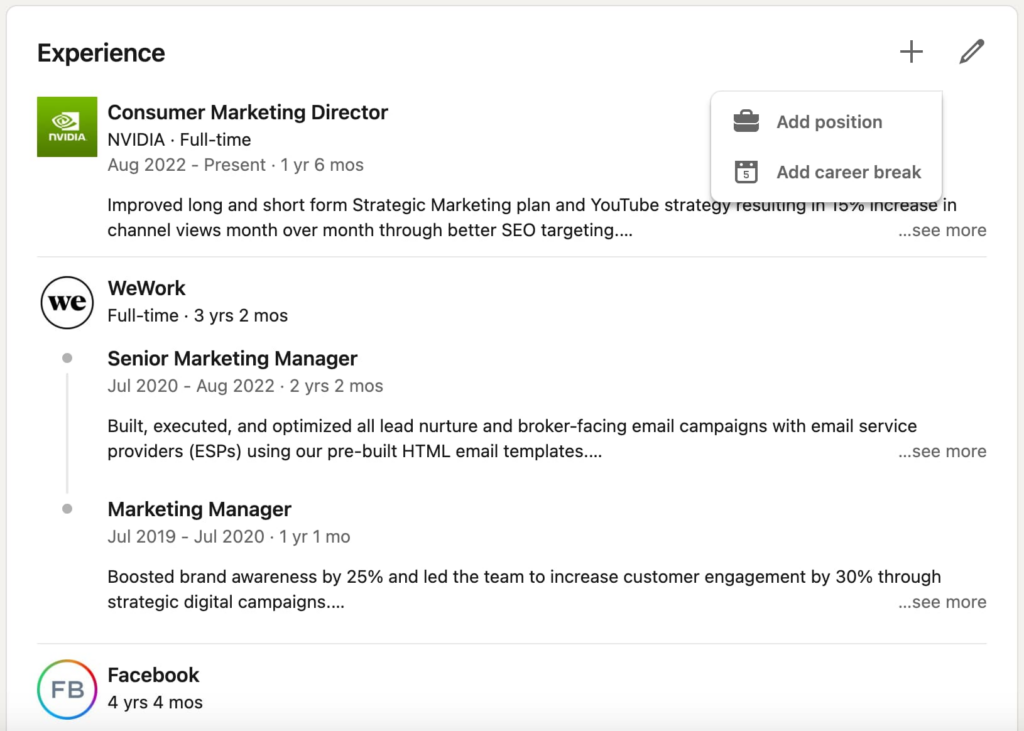 Experience
Add position
5
Add career break
NVIDIA
Consumer Marketing Director
NVIDIA · Full-time
Aug 2022 - Present · 1 yr 6 mos
Improved long and short form Strategic Marketing plan and YouTube strategy resulting in 15% increase in
channel views month over month through better SEO targeting....
...see more
we
WeWork
Full-time · 3 yrs 2 mos
Senior Marketing Manager
Jul 2020 - Aug 2022 · 2 yrs 2 mos
Built, executed, and optimized all lead nurture and broker-facing email campaigns with email service
providers (ESPs) using our pre-built HTML email templates....
...see more
Marketing Manager
Jul 2019 - Jul 2020 · 1 yr 1 mo
Boosted brand awareness by 25% and led the team to increase customer engagement by 30% through
strategic digital campaigns....
...see more
FB
Facebook
4 yrs 4 mos